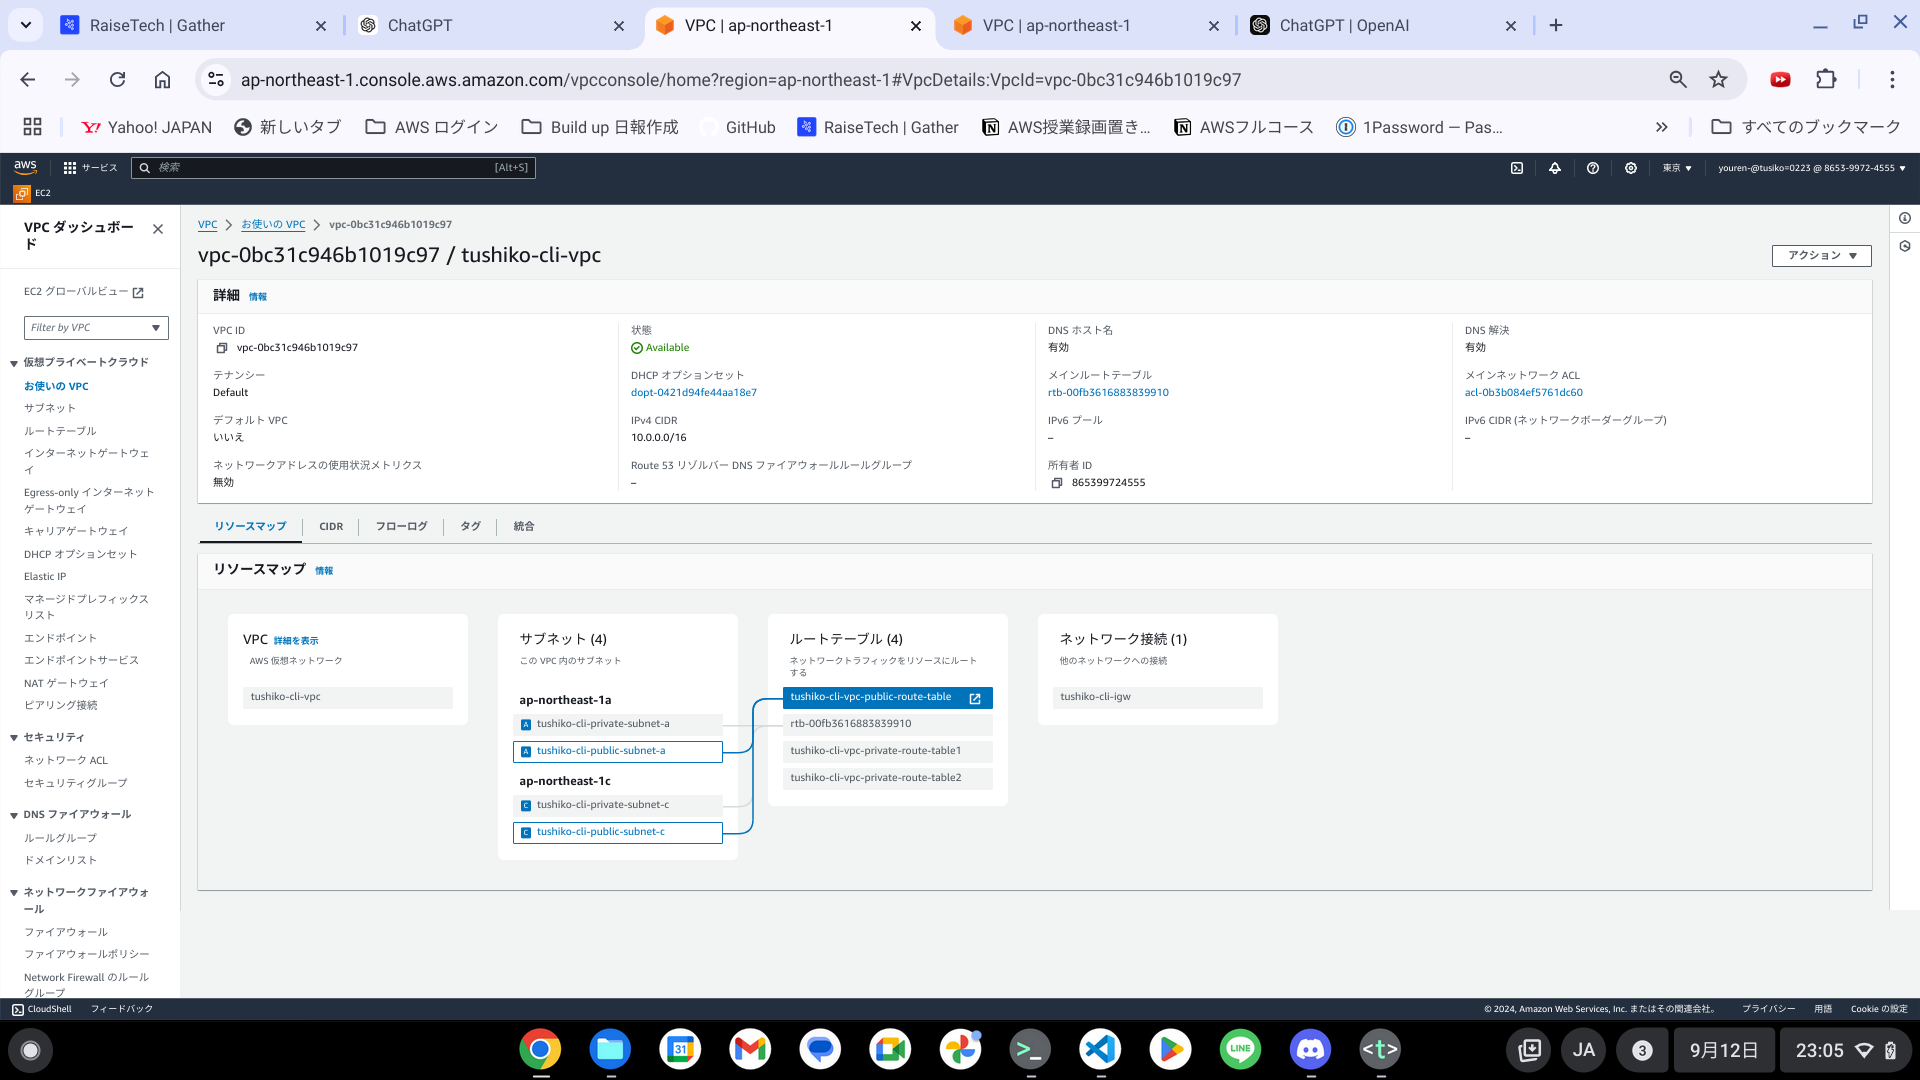 RaiseTech | Gather
ChatGPT
VPC | ap-northeast-1
VPC | ap-northeast-1
ChatGPT | OpenAI
ap-northeast-1.console.aws.amazon.com/vpcconsole/home?region=ap-northeast-1#VpcDetails:VpcId=vpc-0bc31c946b1019c97
Yahoo! JAPAN
新しいタブ
AWS ログイン
Build up 日報作成
GitHub
RaiseTech | Gather
AWS授業録画置き...
AWSフルコース
1Password – Pas...
すべてのブックマーク
aws
サービス
検索
[Alt+S]
東京
youren-@tusiko=0223 @ 8653-9972-4555
EC2
VPC ダッシュボー
ド
EC2 グローバルビュー
Filter by VPC
仮想プライベートクラウド
お使いの VPC
サブネット
ルートテーブル
インターネットゲートウェ
イ
Egress-only インターネット
ゲートウェイ
キャリアゲートウェイ
DHCP オプションセット
Elastic IP
マネージドプレフィックス
リスト
エンドポイント
エンドポイントサービス
NAT ゲートウェイ
ピアリング接続
セキュリティ
ネットワーク ACL
セキュリティグループ
DNS ファイアウォール
ルールグループ
ドメインリスト
ネットワークファイアウォ
ール
ファイアウォール
ファイアウォールポリシー
Network Firewall のルール
グループ
VPC
お使いの VPC
vpc-0bc31c946b1019c97
vpc-0bc31c946b1019c97 / tushiko-cli-vpc
アクション
詳細 情報
VPC ID
vpc-0bc31c946b1019c97
状態
Available
DNS ホスト名
有効
DNS 解決
有効
テナンシー
Default
DHCP オプションセット
dopt-0421d94fe44aa18e7
メインルートテーブル
rtb-00fb3616883839910
メインネットワーク ACL
acl-0b3b084ef5761dc60
デフォルト VPC
いいえ
IPv4 CIDR
10.0.0.0/16
IPv6 プール
–
IPv6 CIDR (ネットワークボーダーグループ)
–
ネットワークアドレスの使用状況メトリクス
無効
Route 53 リゾルバー DNS ファイアウォールルールグループ
–
所有者 ID
865399724555
リソースマップ
CIDR
フローログ
タグ
統合
リソースマップ 情報
VPC 詳細を表示
AWS 仮想ネットワーク
tushiko-cli-vpc
サブネット (4)
この VPC 内のサブネット
ap-northeast-1a
A tushiko-cli-private-subnet-a
A tushiko-cli-public-subnet-a
ap-northeast-1c
C tushiko-cli-private-subnet-c
C tushiko-cli-public-subnet-c
ルートテーブル (4)
ネットワークトラフィックをリソースにルート
する
tushiko-cli-vpc-public-route-table
rtb-00fb3616883839910
tushiko-cli-vpc-private-route-table1
tushiko-cli-vpc-private-route-table2
ネットワーク接続 (1)
他のネットワークへの接続
tushiko-cli-igw
CloudShell
フィードバック
© 2024, Amazon Web Services, Inc. またはその関連会社。
プライバシー
用語
Cookie の設定
31
LINE
<t>
JA
3
9月12日
23:05